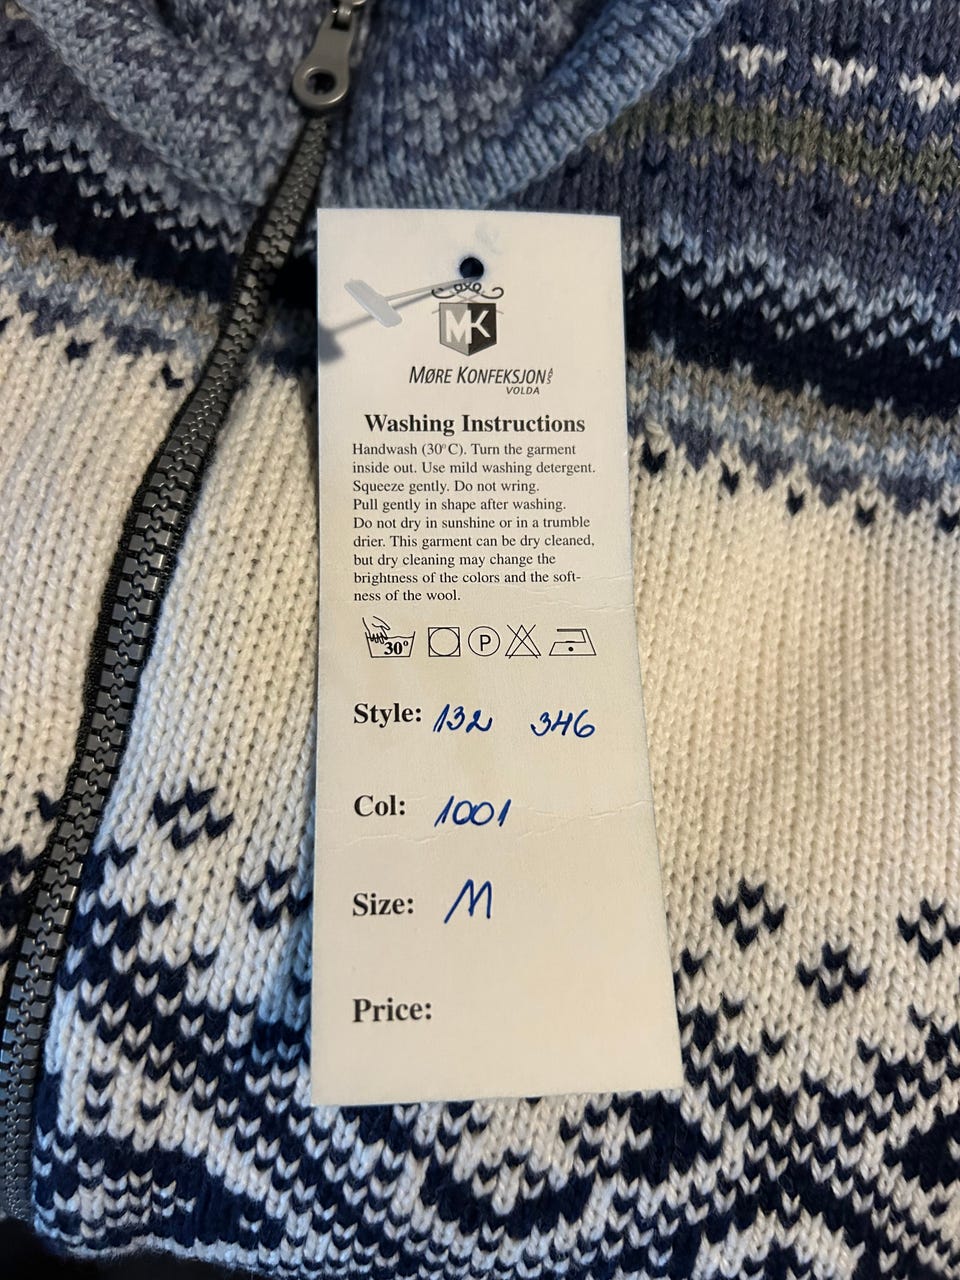 MK
MØRE KONFEKSJON AS
VOLDA
Washing Instructions
Handwash (30°C). Turn the garment
inside out. Use mild washing detergent.
Squeeze gently. Do not wring.
Pull gently in shape after washing.
Do not dry in sunshine or in a trumble
drier. This garment can be dry cleaned,
but dry cleaning may change the
brightness of the colors and the soft-
ness of the wool.
30° P
Style: 132 346
Col: 1001
Size: M
Price: